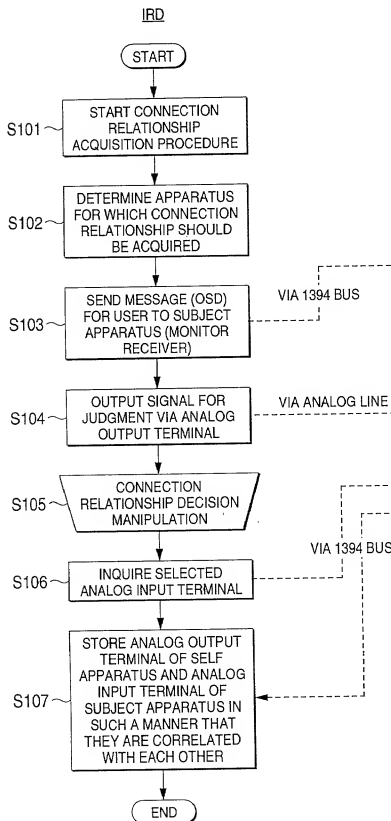 IRD
START
S101
START CONNECTION
RELATIONSHIP
ACQUISITION PROCEDURE
S102
DETERMINE APPARATUS
FOR WHICH CONNECTION
RELATIONSHIP SHOULD
BE ACQUIRED
S103
SEND MESSAGE (OSD)
FOR USER TO SUBJECT
APPARATUS (MONITOR
RECEIVER)
VIA 1394 BUS
S104
OUTPUT SIGNAL FOR
JUDGMENT VIA ANALOG
OUTPUT TERMINAL
VIA ANALOG LINE
S105
CONNECTION
RELATIONSHIP DECISION
MANIPULATION
VIA 1394 BUS
S106
INQUIRE SELECTED
ANALOG INPUT TERMINAL
S107
STORE ANALOG OUTPUT
TERMINAL OF SELF
APPARATUS AND ANALOG
INPUT TERMINAL OF
SUBJECT APPARATUS IN
SUCH A MANNER THAT
THEY ARE CORRELATED
WITH EACH OTHER
END